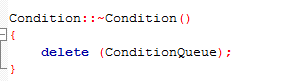 Condition::~Condition()
{
    delete (ConditionQueue);
}